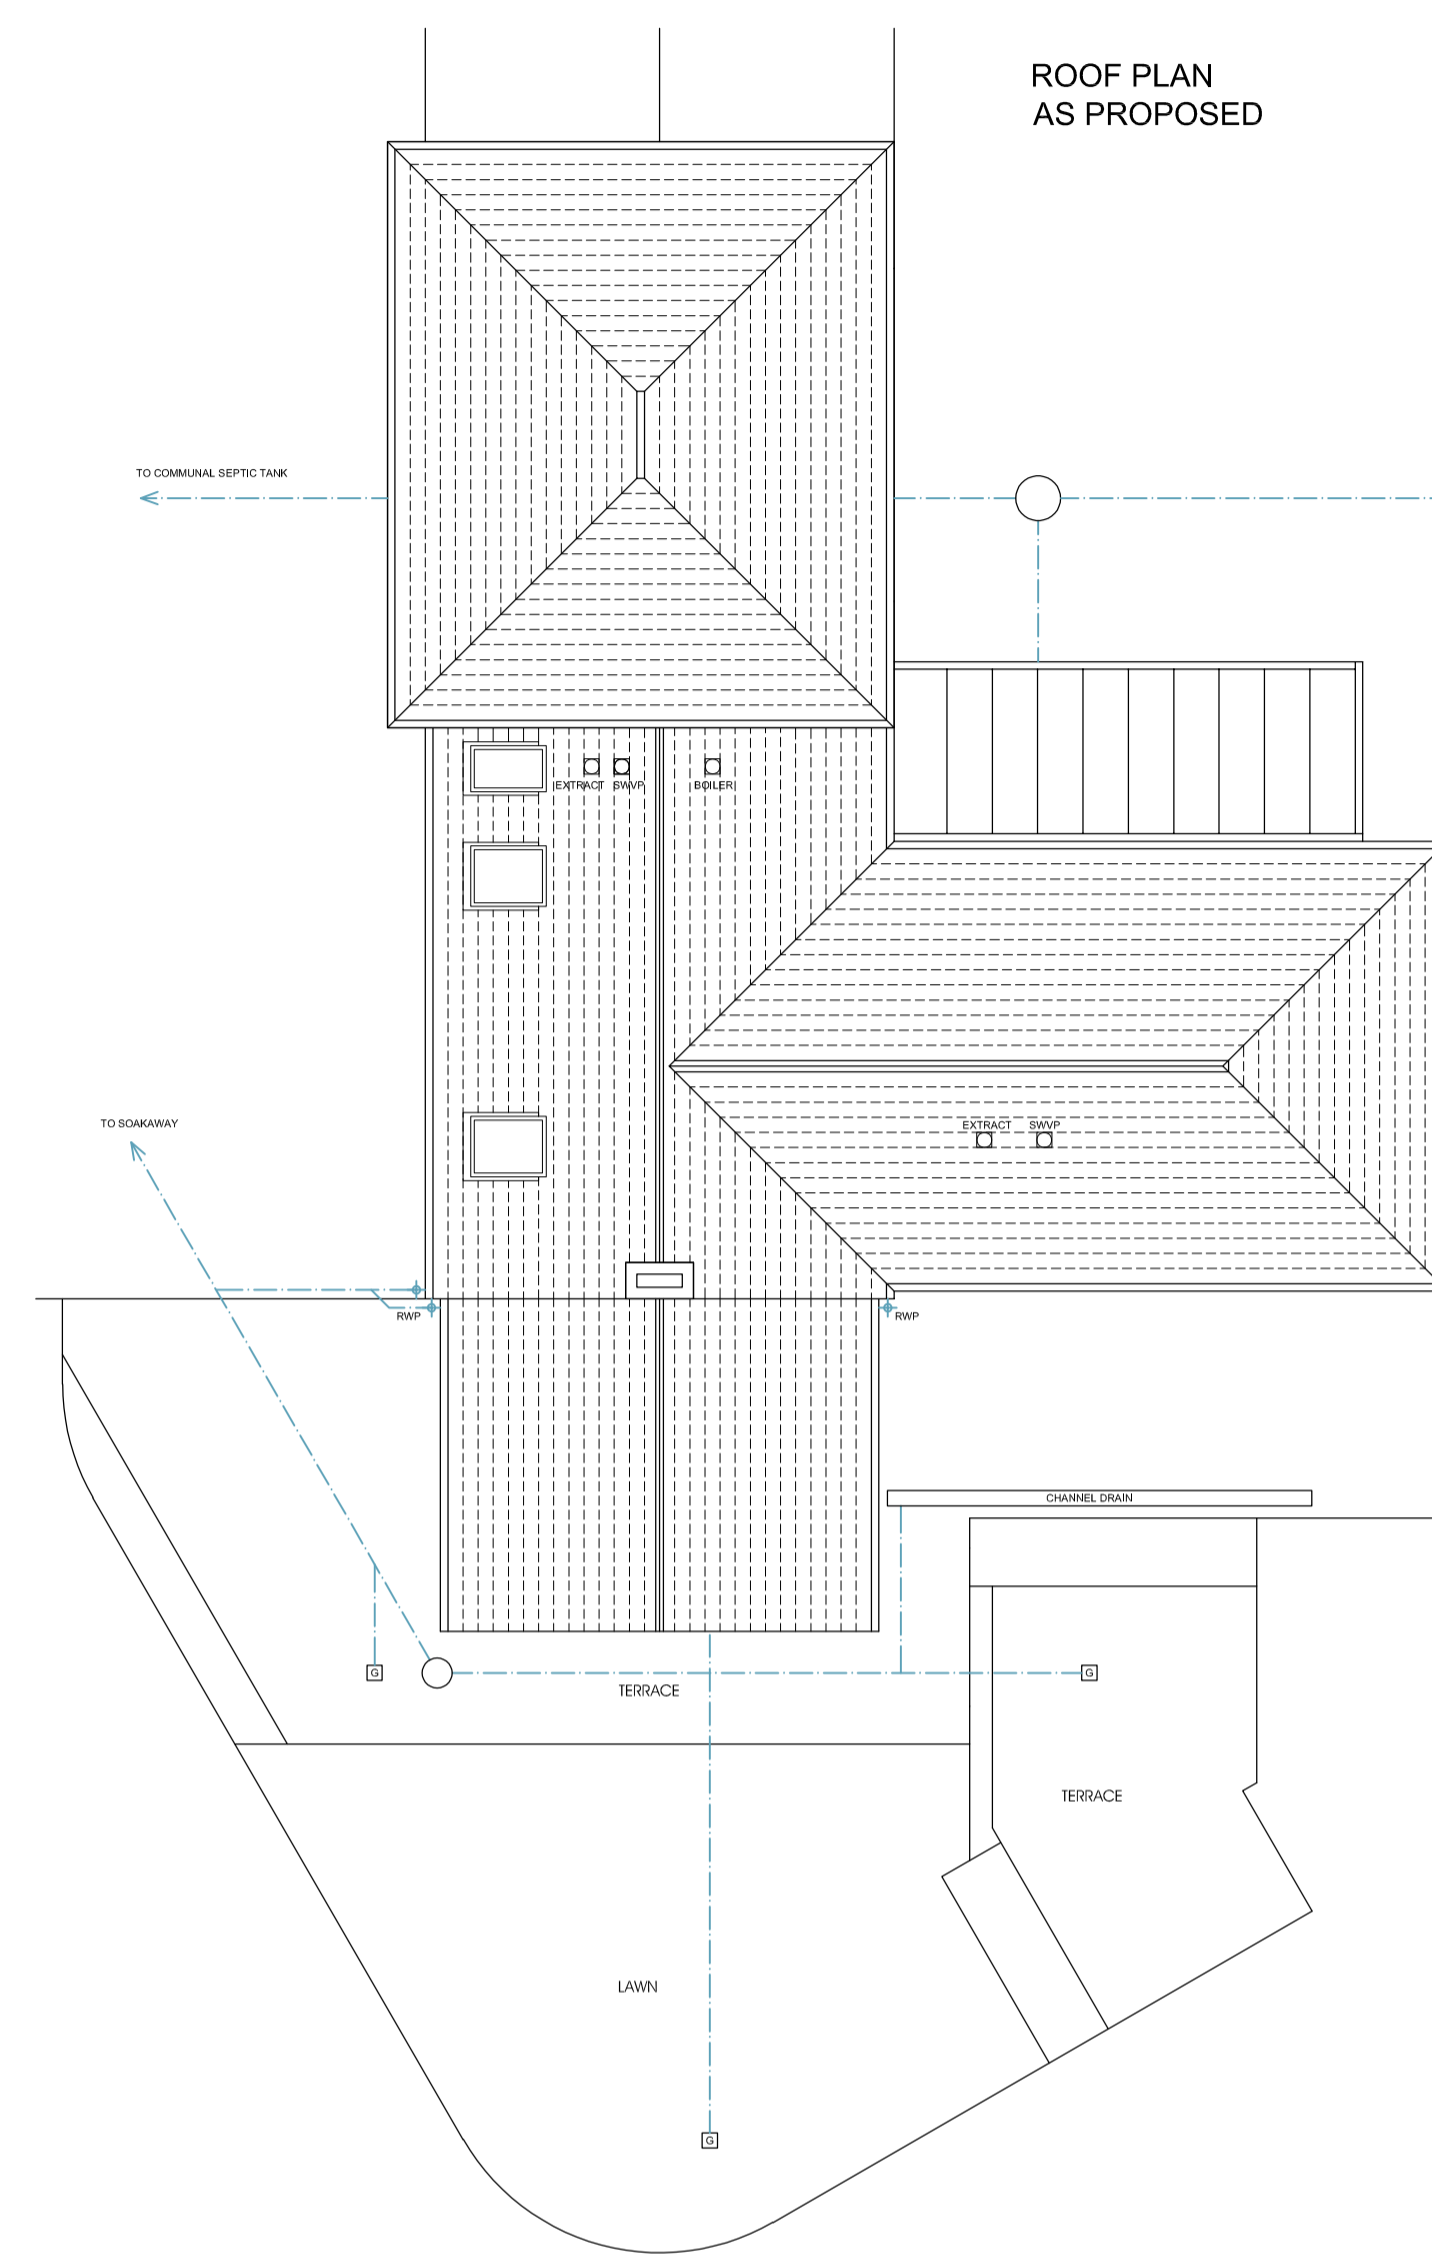 ROOF PLAN
AS PROPOSED
TO COMMUNAL SEPTIC TANK
EXTRACT SWVP BOILER
TO SOAKAWAY
EXTRACT SWVP
RWP RWP
CHANNEL DRAIN
G G
TERRACE
TERRACE
LAWN
G